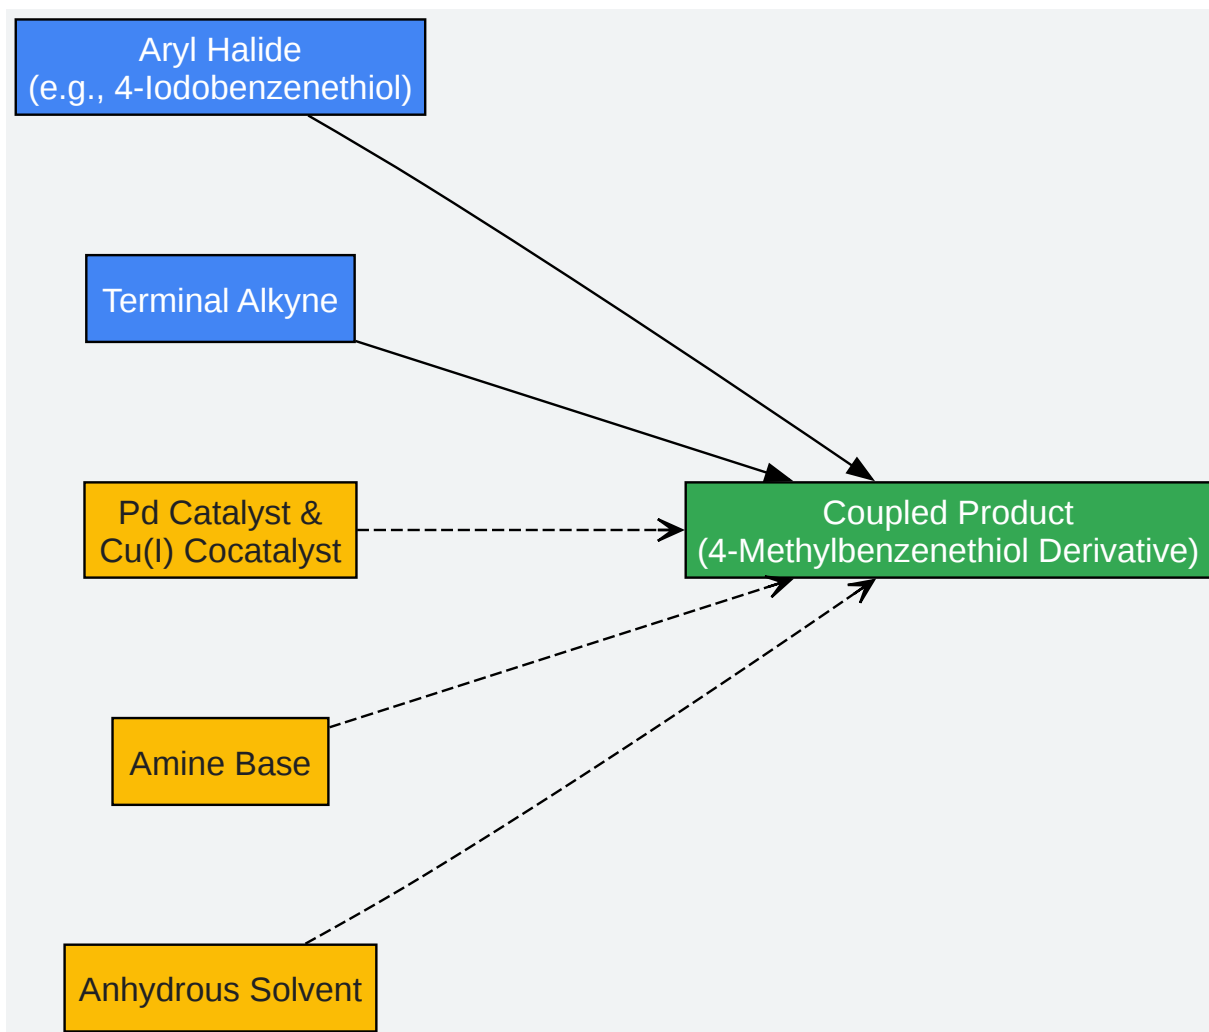 Aryl Halide
(e.g., 4-Iodobenzenethiol)
Terminal Alkyne
Pd Catalyst &
Cu(I) Cocatalyst
Coupled Product
(4-Methylbenzenethiol Derivative)
Amine Base
Anhydrous Solvent